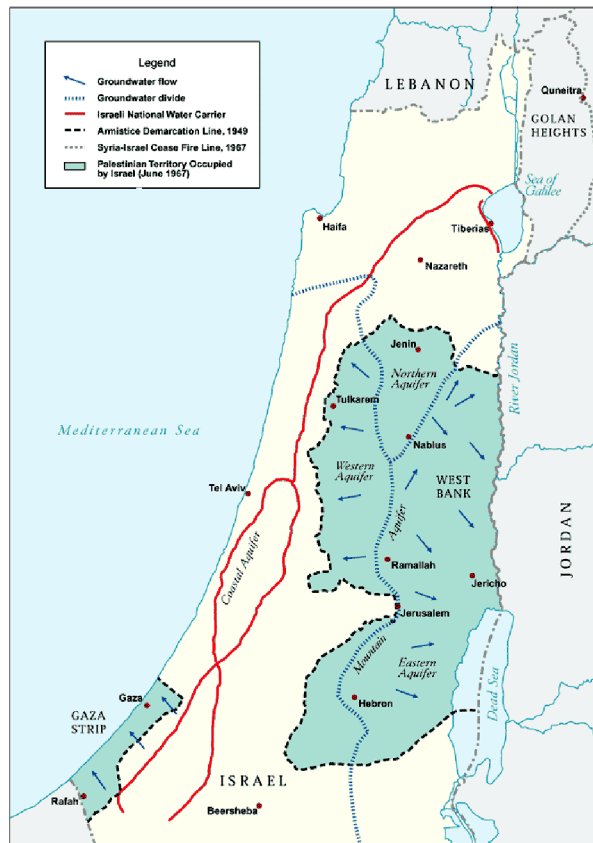 Legend
Groundwater flow
Groundwater divide
Israeli National Water Carrier
Armistice Demarcation Line, 1949
Syria-Israel Cease Fire Line, 1967
Palestinian Territory Occupied
by Israel (June 1967)
LEBANON
Quneitra
GOLAN
HEIGHTS
Sea of
Galilee
Haifa
Tiberias
Nazareth
Jenin
Northern
Aquifer
River Jordan
Tulkarem
Mediterranean Sea
Nablus
Western
Aquifer
WEST
BANK
Tel Aviv
Coastal Aquifer
Aquifer
JORDAN
Ramallah
Jericho
Jerusalem
Mountain
Eastern
Aquifer
Dead Sea
Hebron
Gaza
GAZA
STRIP
ISRAEL
Rafah
Beersheba